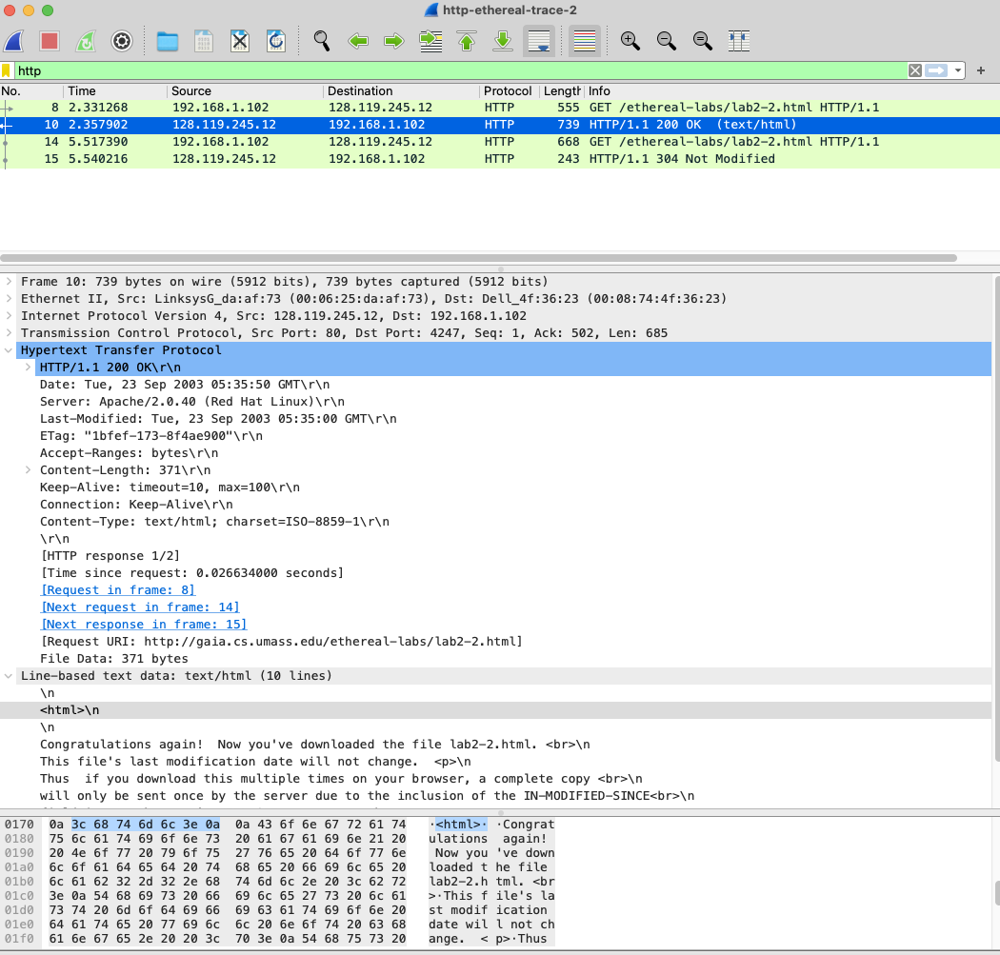 http-ethereal-trace-2
http
No. Time Source Destination Protocol Length Info
8 2.331268 192.168.1.102 128.119.245.12 HTTP 555 GET /ethereal-labs/lab2-2.html HTTP/1.1
10 2.357902 128.119.245.12 192.168.1.102 HTTP 739 HTTP/1.1 200 OK  (text/html)
14 5.517390 192.168.1.102 128.119.245.12 HTTP 668 GET /ethereal-labs/lab2-2.html HTTP/1.1
15 5.540216 128.119.245.12 192.168.1.102 HTTP 243 HTTP/1.1 304 Not Modified
Frame 10: 739 bytes on wire (5912 bits), 739 bytes captured (5912 bits)
Ethernet II, Src: LinksysG_da:af:73 (00:06:25:da:af:73), Dst: Dell_4f:36:23 (00:08:74:4f:36:23)
Internet Protocol Version 4, Src: 128.119.245.12, Dst: 192.168.1.102
Transmission Control Protocol, Src Port: 80, Dst Port: 4247, Seq: 1, Ack: 502, Len: 685
Hypertext Transfer Protocol
HTTP/1.1 200 OK\r\n
Date: Tue, 23 Sep 2003 05:35:50 GMT\r\n
Server: Apache/2.0.40 (Red Hat Linux)\r\n
Last-Modified: Tue, 23 Sep 2003 05:35:00 GMT\r\n
ETag: "1bfef-173-8f4ae900"\r\n
Accept-Ranges: bytes\r\n
Content-Length: 371\r\n
Keep-Alive: timeout=10, max=100\r\n
Connection: Keep-Alive\r\n
Content-Type: text/html; charset=ISO-8859-1\r\n
\r\n
[HTTP response 1/2]
[Time since request: 0.026634000 seconds]
[Request in frame: 8]
[Next request in frame: 14]
[Next response in frame: 15]
[Request URI: http://gaia.cs.umass.edu/ethereal-labs/lab2-2.html]
File Data: 371 bytes
Line-based text data: text/html (10 lines)
\n
<html>\n
\n
Congratulations again!  Now you've downloaded the file lab2-2.html. <br>\n
This file's last modification date will not change.  <p>\n
Thus  if you download this multiple times on your browser, a complete copy <br>\n
will only be sent once by the server due to the inclusion of the IN-MODIFIED-SINCE<br>\n
0170 0a 3c 68 74 6d 6c 3e 0a 0a 43 6f 6e 67 72 61 74 ·<html>· ·Congrat
0180 75 6c 61 74 69 6f 6e 73 20 61 67 61 69 6e 21 20 ulations  again!
0190 20 4e 6f 77 20 79 6f 75 27 76 65 20 64 6f 77 6e  Now you 've down
01a0 6c 6f 61 64 65 64 20 74 68 65 20 66 69 6c 65 20 loaded t he file
01b0 6c 61 62 32 2d 32 2e 68 74 6d 6c 2e 20 3c 62 72 lab2-2.h tml. <br
01c0 3e 0a 54 68 69 73 20 66 69 6c 65 27 73 20 6c 61 >·This f ile's la
01d0 73 74 20 6d 6f 64 69 66 69 63 61 74 69 6f 6e 20 st modif ication
01e0 64 61 74 65 20 77 69 6c 6c 20 6e 6f 74 20 63 68 date wil l not ch
01f0 61 6e 67 65 2e 20 20 3c 70 3e 0a 54 68 75 73 20 ange.  < p>·Thus